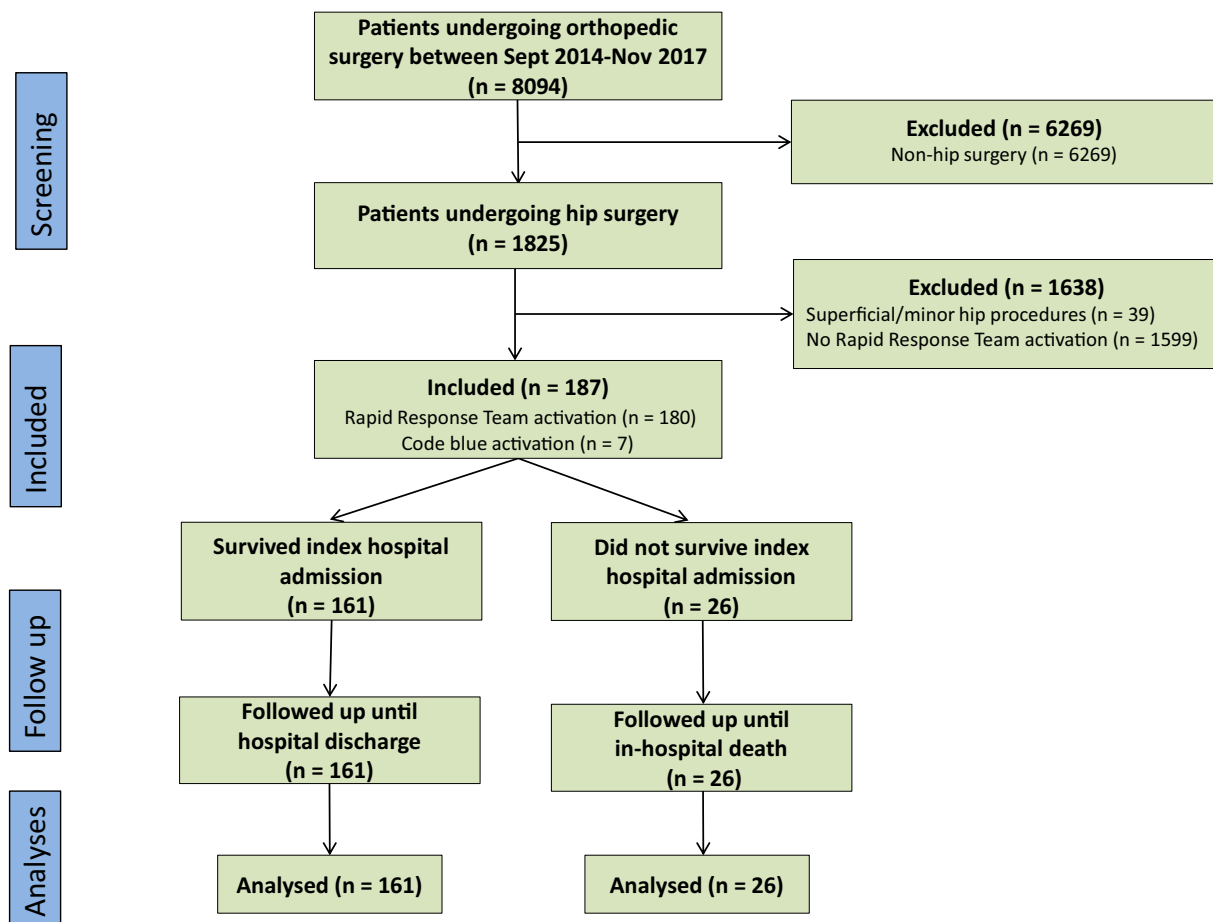 Screening
Patients undergoing orthopedic
surgery between Sept 2014-Nov 2017
(n = 8094)
Excluded (n = 6269)
Non-hip surgery (n = 6269)
Patients undergoing hip surgery
(n = 1825)
Excluded (n = 1638)
Superficial/minor hip procedures (n = 39)
No Rapid Response Team activation (n = 1599)
Included
Included (n = 187)
Rapid Response Team activation (n = 180)
Code blue activation (n = 7)
Survived index hospital
admission
(n = 161)
Did not survive index
hospital admission
(n = 26)
Follow up
Followed up until
hospital discharge
(n = 161)
Followed up until
in-hospital death
(n = 26)
Analyses
Analysed (n = 161)
Analysed (n = 26)